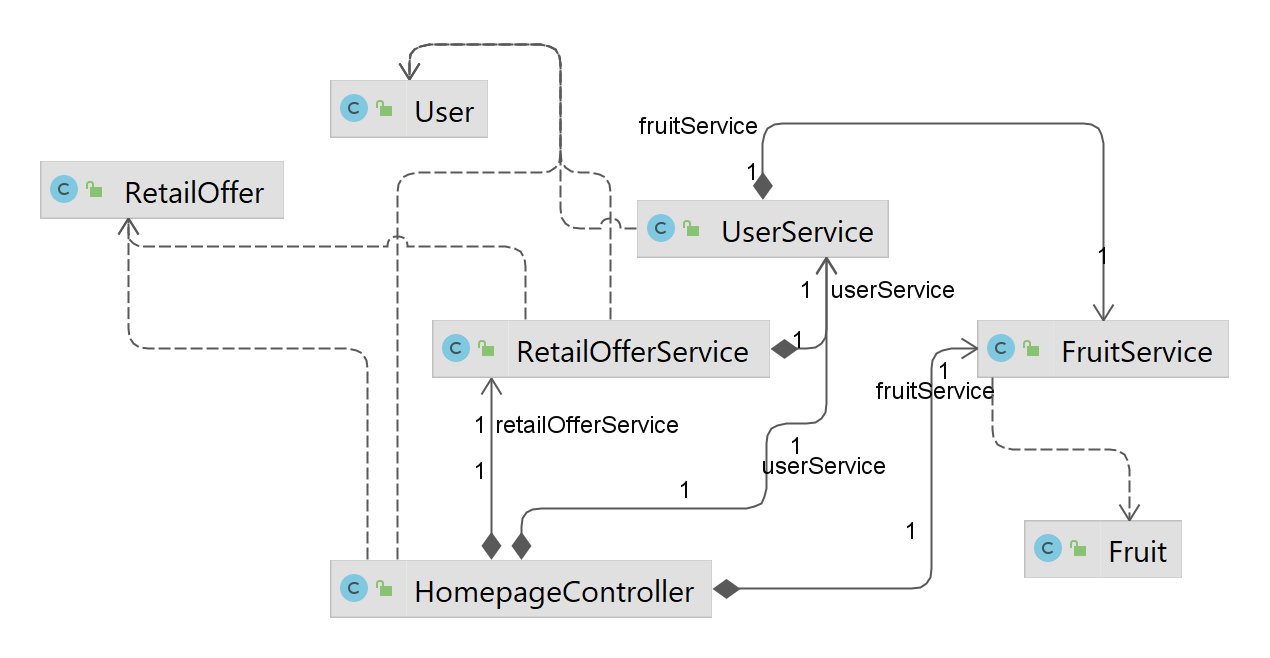 C User
fruitService
1
C RetailOffer
C UserService
1
1 userService
C RetailOfferService
1
C FruitService
1
fruitService
1 retailOfferService
1
userService
1
1
1
C Fruit
C HomepageController